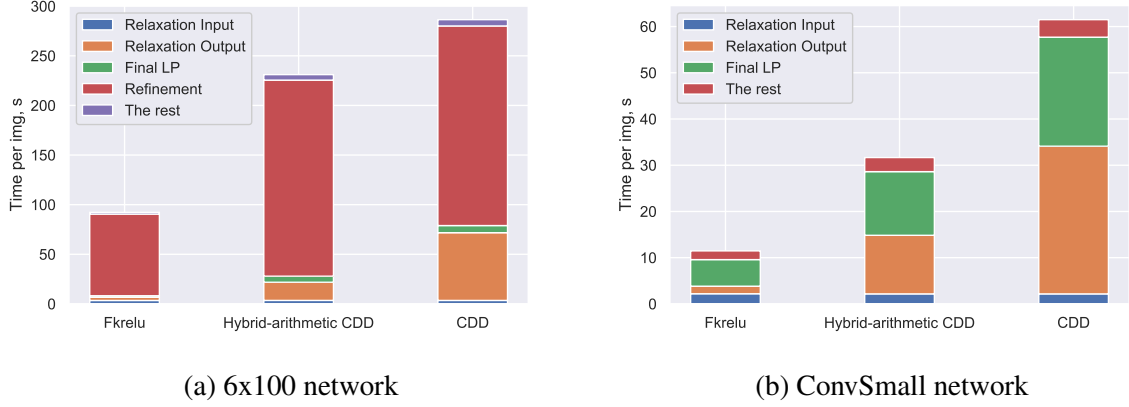 Time per img, s
300
250
200
150
100
50
0
Relaxation Input
Relaxation Output
Final LP
Refinement
The rest
Fkrelu
Hybrid-arithmetic CDD
CDD
(a) 6x100 network
Time per img, s
60
50
40
30
20
10
0
Relaxation Input
Relaxation Output
Final LP
The rest
Fkrelu
Hybrid-arithmetic CDD
CDD
(b) ConvSmall network